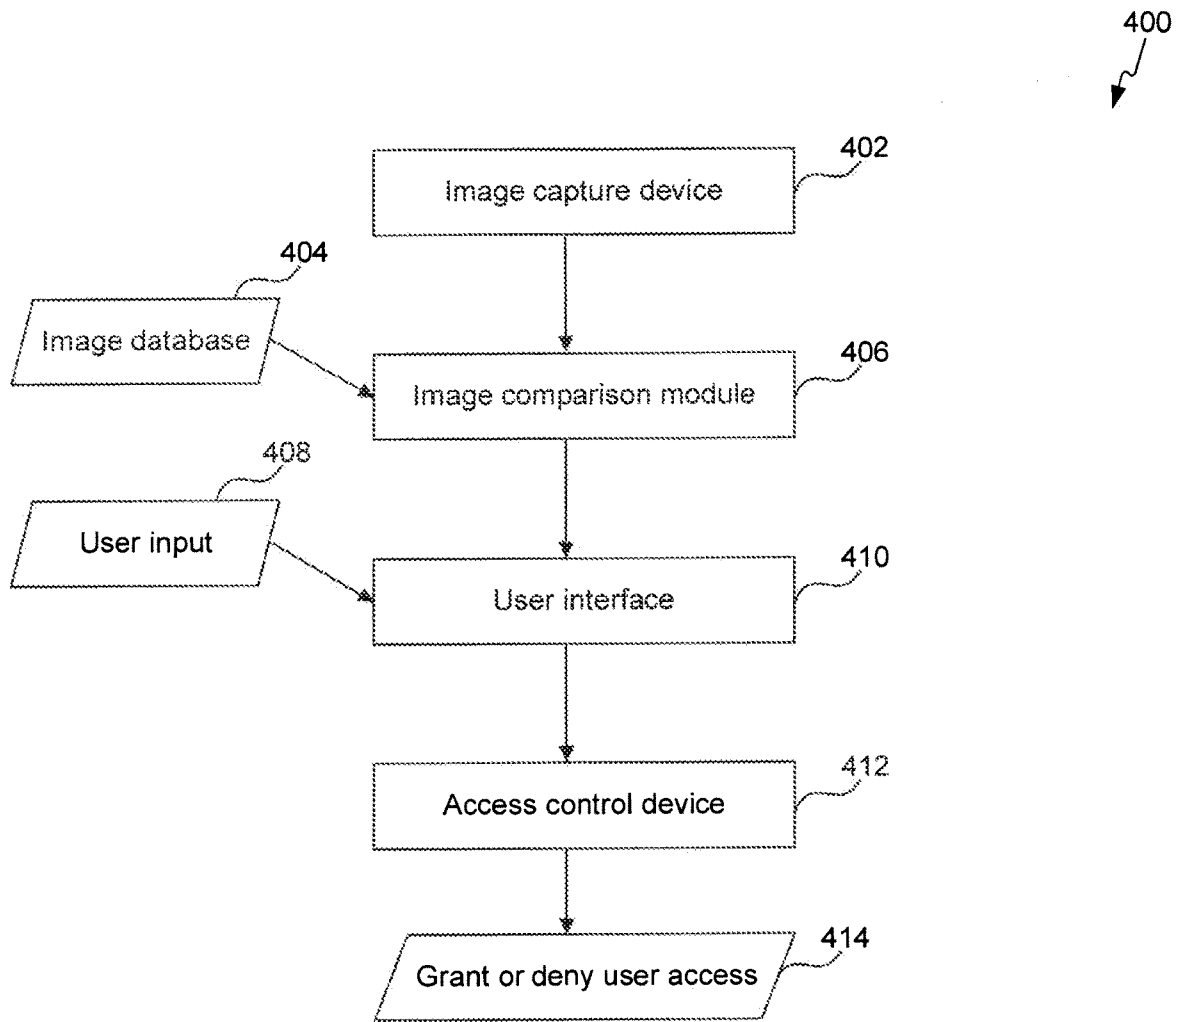 400
402
Image capture device
404
Image database
406
Image comparison module
408
User input
410
User interface
412
Access control device
414
Grant or deny user access